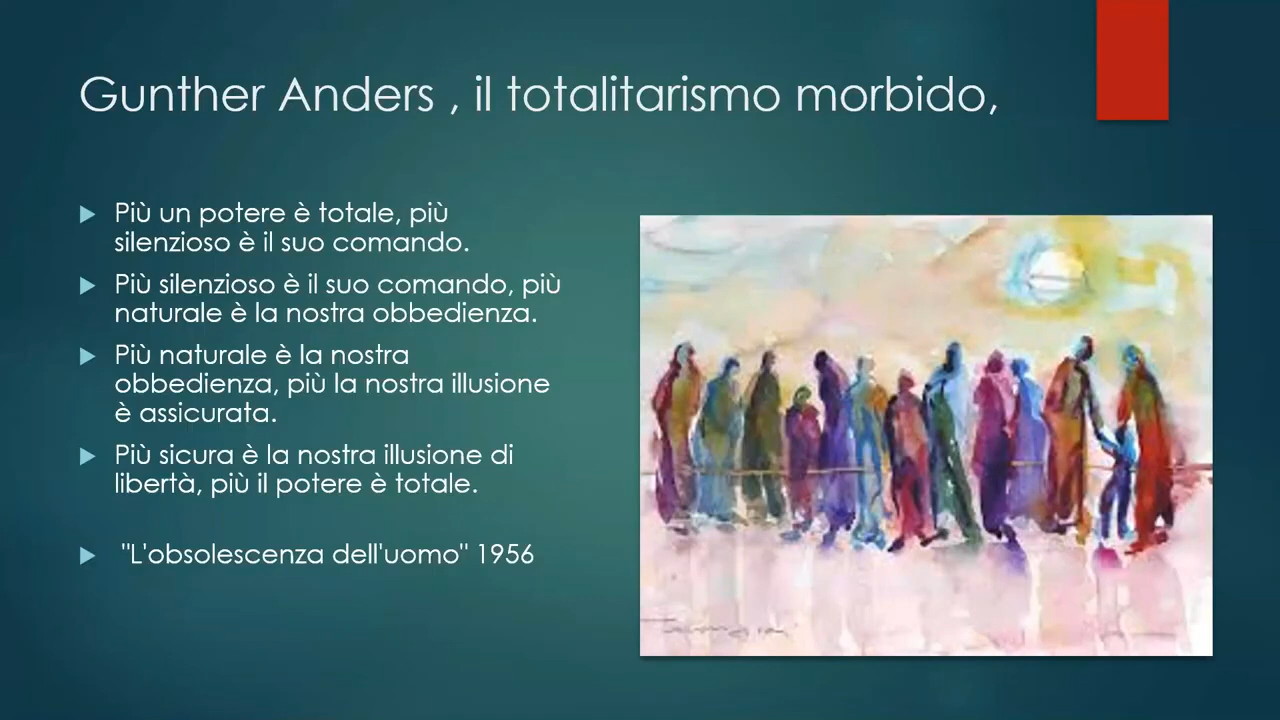 Gunther Anders , il totalitarismo morbido,
Più un potere è totale, più
silenzioso è il suo comando.
Più silenzioso è il suo comando, più
naturale è la nostra obbedienza.
Più naturale è la nostra
obbedienza, più la nostra illusione
è assicurata.
Più sicura è la nostra illusione di
libertà, più il potere è totale.
"L'obsolescenza dell'uomo" 1956